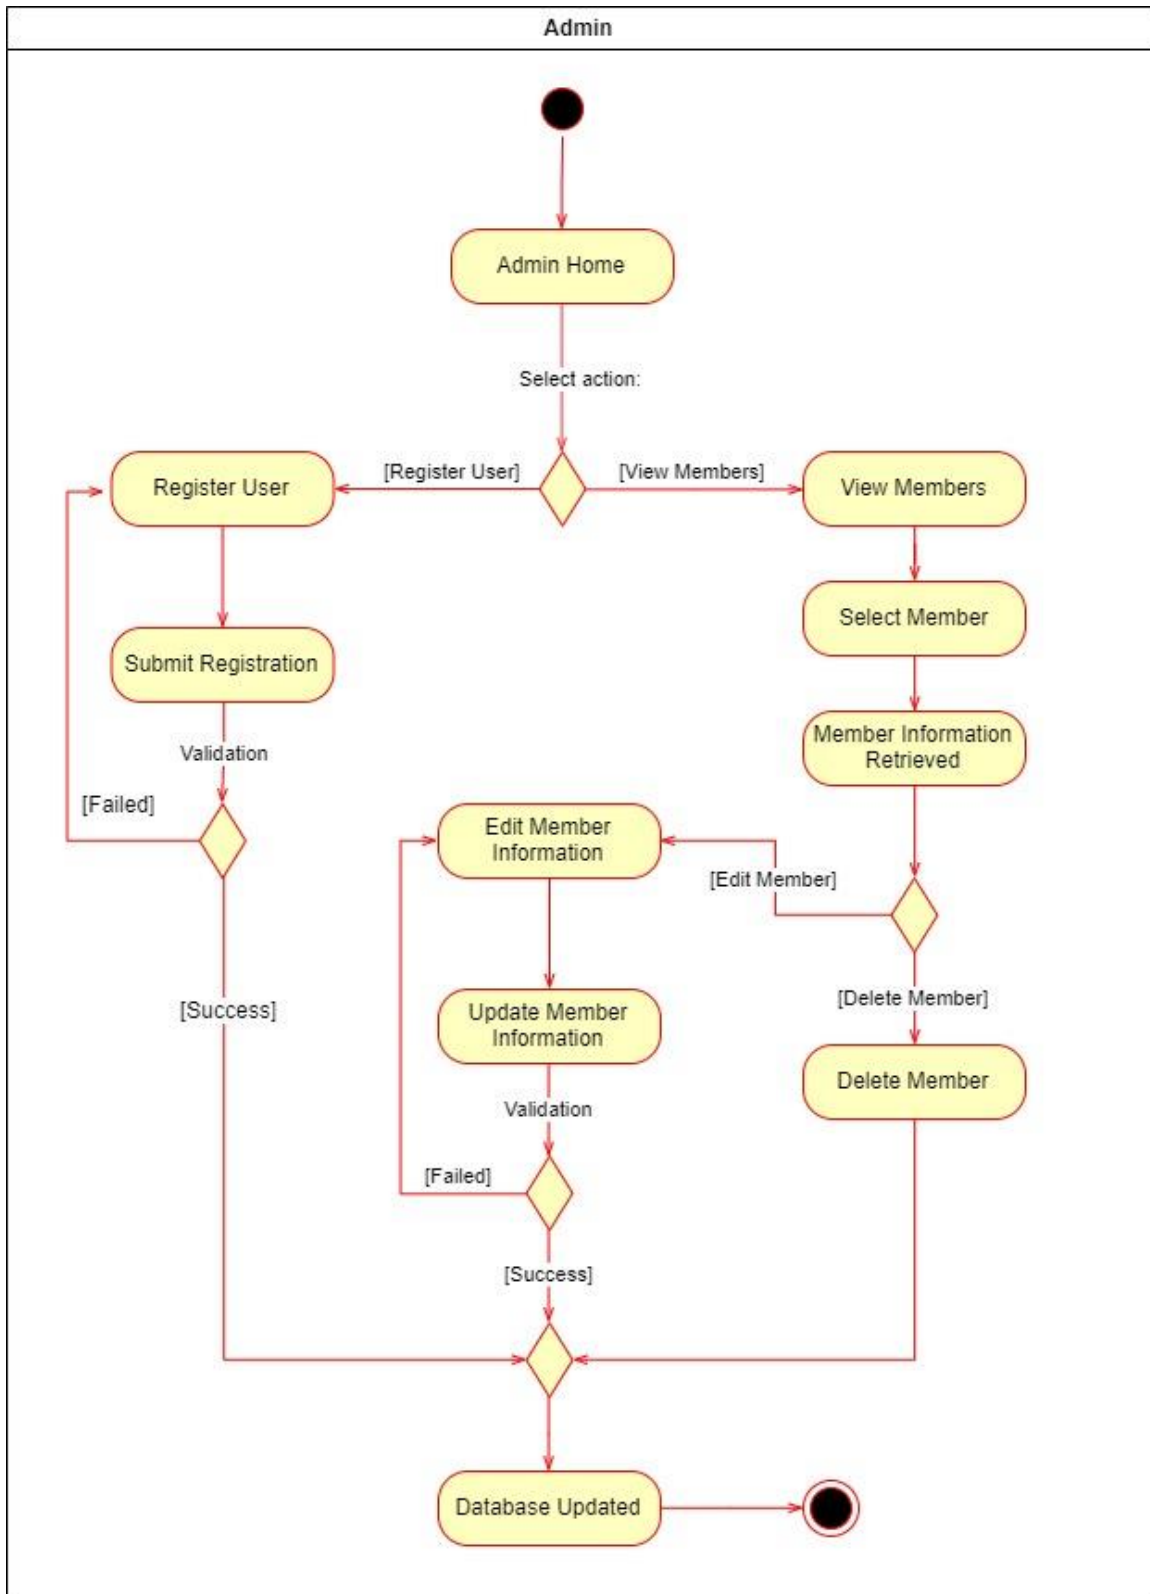 Admin
Admin Home
Select action:
[Register User]
[View Members]
Register User
View Members
Select Member
Submit Registration
Member Information
Retrieved
Validation
[Failed]
Edit Member
Information
[Edit Member]
[Success]
[Delete Member]
Update Member
Information
Delete Member
Validation
[Failed]
[Success]
Database Updated